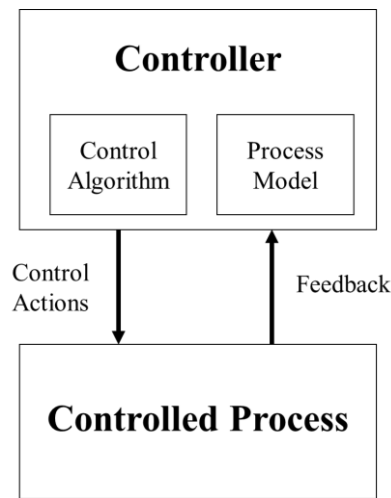 Controller
Control
Algorithm
Process
Model
Control
Actions
Feedback
Controlled Process